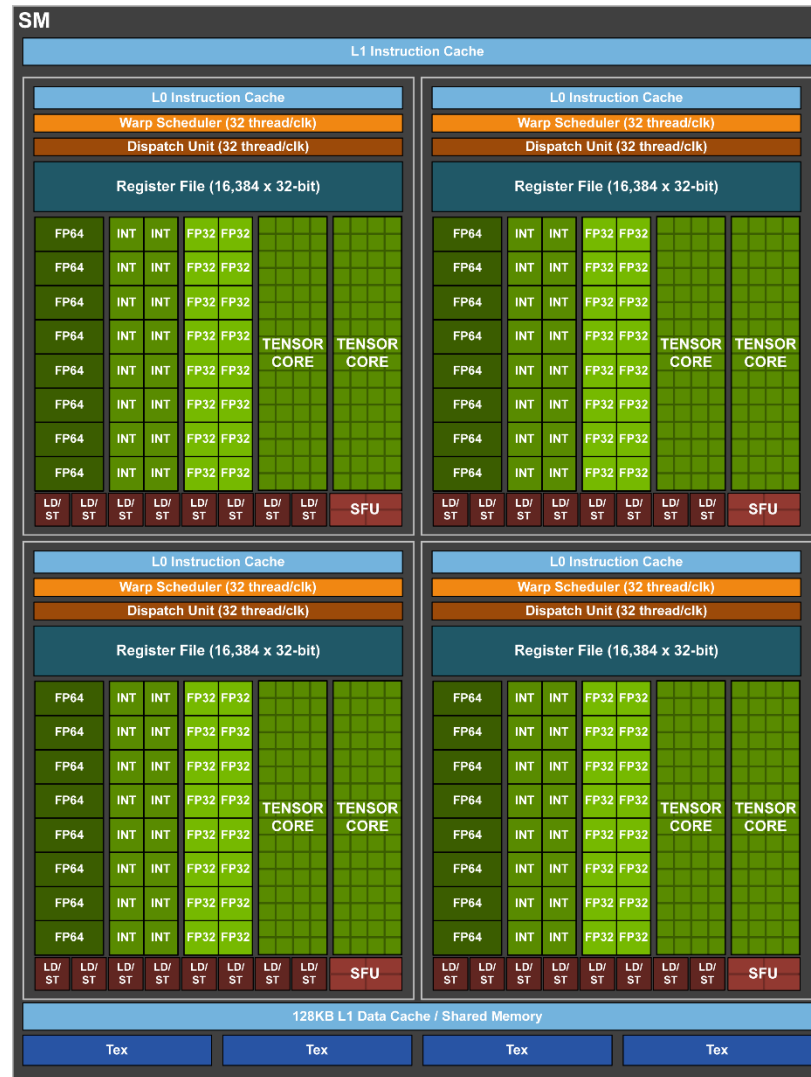 SM
L1 Instruction Cache
L0 Instruction Cache
Warp Scheduler (32 thread/clk)
Dispatch Unit (32 thread/clk)
Register File (16,384 x 32-bit)
FP64 INT INT FP32 FP32
FP64 INT INT FP32 FP32
FP64 INT INT FP32 FP32
FP64 INT INT FP32 FP32 TENSOR CORE TENSOR CORE
FP64 INT INT FP32 FP32
FP64 INT INT FP32 FP32
FP64 INT INT FP32 FP32
FP64 INT INT FP32 FP32
LD/ST LD/ST LD/ST LD/ST LD/ST LD/ST LD/ST LD/ST SFU
L0 Instruction Cache
Warp Scheduler (32 thread/clk)
Dispatch Unit (32 thread/clk)
Register File (16,384 x 32-bit)
FP64 INT INT FP32 FP32
FP64 INT INT FP32 FP32
FP64 INT INT FP32 FP32
FP64 INT INT FP32 FP32 TENSOR CORE TENSOR CORE
FP64 INT INT FP32 FP32
FP64 INT INT FP32 FP32
FP64 INT INT FP32 FP32
FP64 INT INT FP32 FP32
LD/ST LD/ST LD/ST LD/ST LD/ST LD/ST LD/ST LD/ST SFU
L0 Instruction Cache
Warp Scheduler (32 thread/clk)
Dispatch Unit (32 thread/clk)
Register File (16,384 x 32-bit)
FP64 INT INT FP32 FP32
FP64 INT INT FP32 FP32
FP64 INT INT FP32 FP32
FP64 INT INT FP32 FP32 TENSOR CORE TENSOR CORE
FP64 INT INT FP32 FP32
FP64 INT INT FP32 FP32
FP64 INT INT FP32 FP32
FP64 INT INT FP32 FP32
LD/ST LD/ST LD/ST LD/ST LD/ST LD/ST LD/ST LD/ST SFU
L0 Instruction Cache
Warp Scheduler (32 thread/clk)
Dispatch Unit (32 thread/clk)
Register File (16,384 x 32-bit)
FP64 INT INT FP32 FP32
FP64 INT INT FP32 FP32
FP64 INT INT FP32 FP32
FP64 INT INT FP32 FP32 TENSOR CORE TENSOR CORE
FP64 INT INT FP32 FP32
FP64 INT INT FP32 FP32
FP64 INT INT FP32 FP32
FP64 INT INT FP32 FP32
LD/ST LD/ST LD/ST LD/ST LD/ST LD/ST LD/ST LD/ST SFU
128KB L1 Data Cache / Shared Memory
Tex Tex Tex Tex